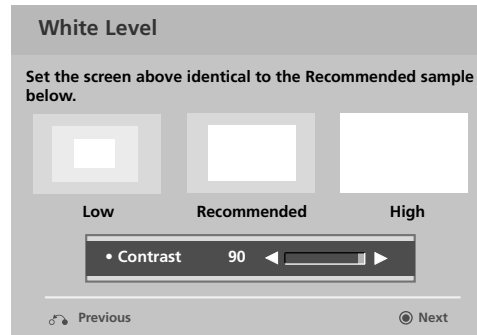 White Level
Set the screen above identical to the Recommended sample
below.
Low Recommended High
• Contrast 90
Previous Next